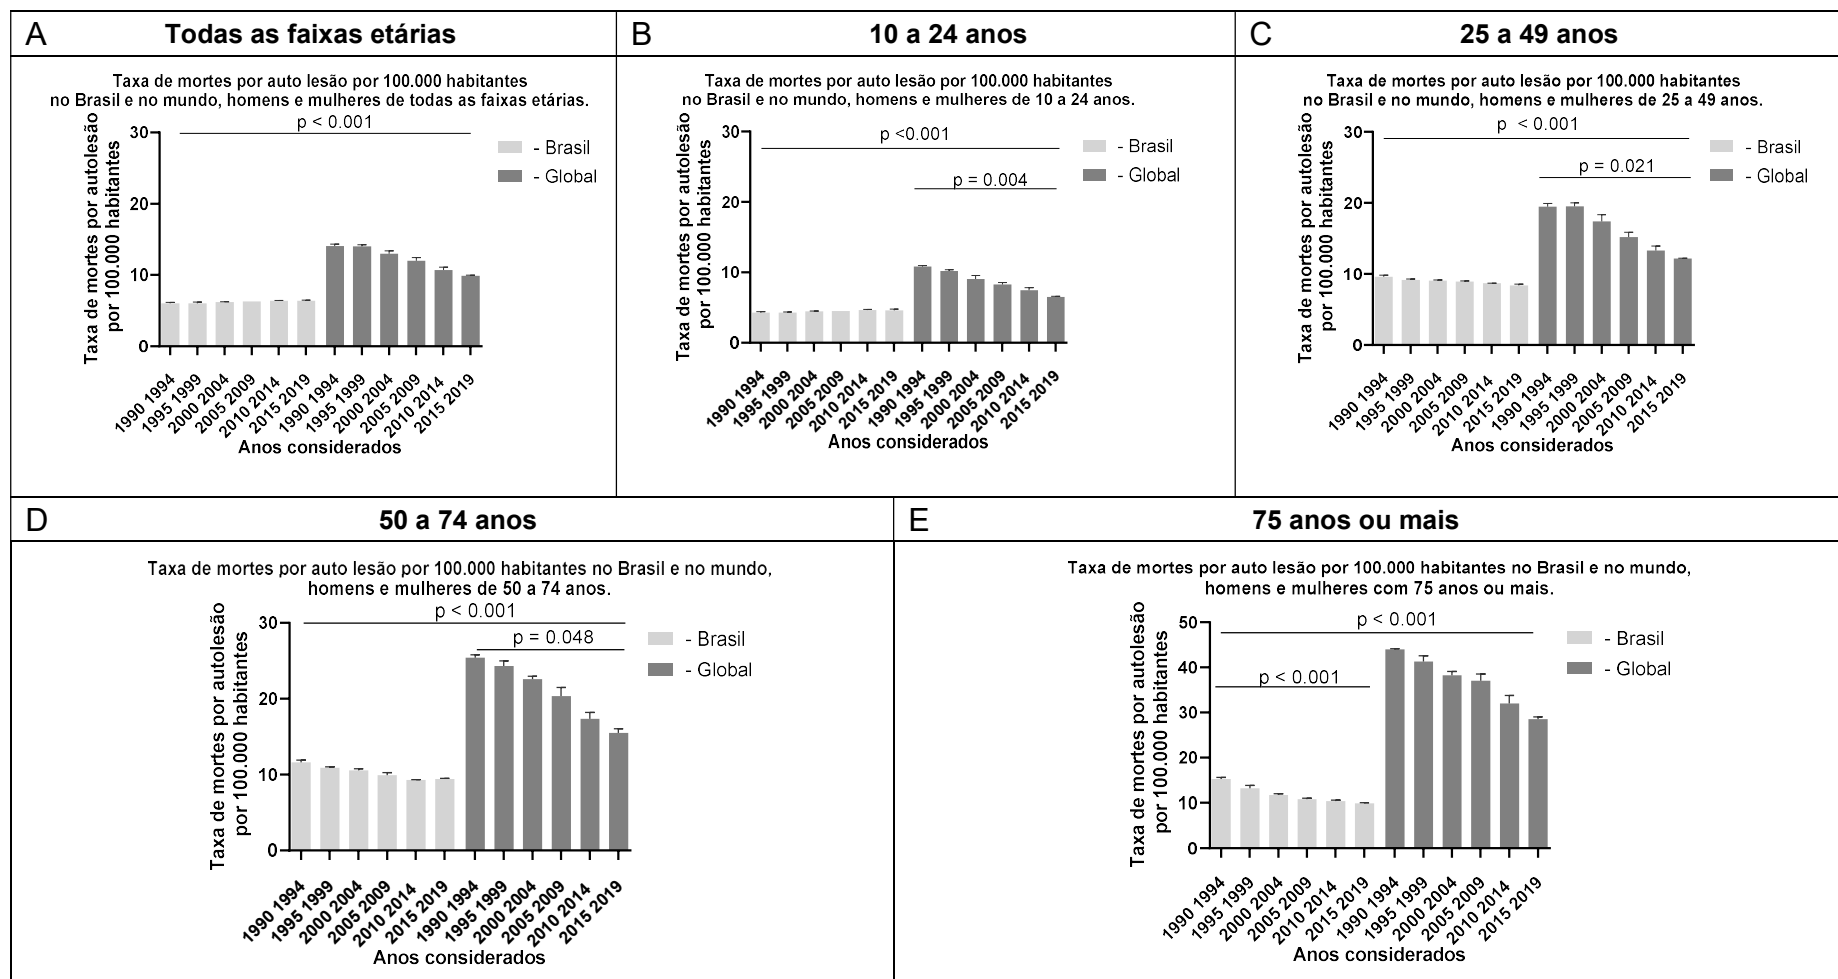 A Todas as faixas etárias
Taxa de mortes por auto lesão por 100.000 habitantes
no Brasil e no mundo, homens e mulheres de todas as faixas etárias.
p < 0.001
Taxa de mortes por autolesão
por 100.000 habitantes
30
20
10
0
- Brasil
- Global
1990 1994
1995 1999
2000 2004
2005 2009
2010 2014
2015 2019
1990 1994
1995 1999
2000 2004
2005 2009
2010 2014
2015 2019
Anos considerados
B 10 a 24 anos
Taxa de mortes por auto lesão por 100.000 habitantes
no Brasil e no mundo, homens e mulheres de 10 a 24 anos.
p <0.001
p = 0.004
Taxa de mortes por autolesão
por 100.000 habitantes
30
20
10
0
- Brasil
- Global
1990 1994
1995 1999
2000 2004
2005 2009
2010 2014
2015 2019
1990 1994
1995 1999
2000 2004
2005 2009
2010 2014
2015 2019
Anos considerados
C 25 a 49 anos
Taxa de mortes por auto lesão por 100.000 habitantes
no Brasil e no mundo, homens e mulheres de 25 a 49 anos.
p < 0.001
p = 0.021
Taxa de mortes por autolesão
por 100.000 habitantes
30
20
10
0
- Brasil
- Global
1990 1994
1995 1999
2000 2004
2005 2009
2010 2014
2015 2019
1990 1994
1995 1999
2000 2004
2005 2009
2010 2014
2015 2019
Anos considerados
D 50 a 74 anos
Taxa de mortes por auto lesão por 100.000 habitantes no Brasil e no mundo,
homens e mulheres de 50 a 74 anos.
p < 0.001
p = 0.048
Taxa de mortes por autolesão
por 100.000 habitantes
30
20
10
0
- Brasil
- Global
1990 1994
1995 1999
2000 2004
2005 2009
2010 2014
2015 2019
1990 1994
1995 1999
2000 2004
2005 2009
2010 2014
2015 2019
Anos considerados
E 75 anos ou mais
Taxa de mortes por auto lesão por 100.000 habitantes no Brasil e no mundo,
homens e mulheres com 75 anos ou mais.
p < 0.001
p < 0.001
Taxa de mortes por autolesão
por 100.000 habitantes
50
40
30
20
10
0
- Brasil
- Global
1990 1994
1995 1999
2000 2004
2005 2009
2010 2014
2015 2019
1990 1994
1995 1999
2000 2004
2005 2009
2010 2014
2015 2019
Anos considerados